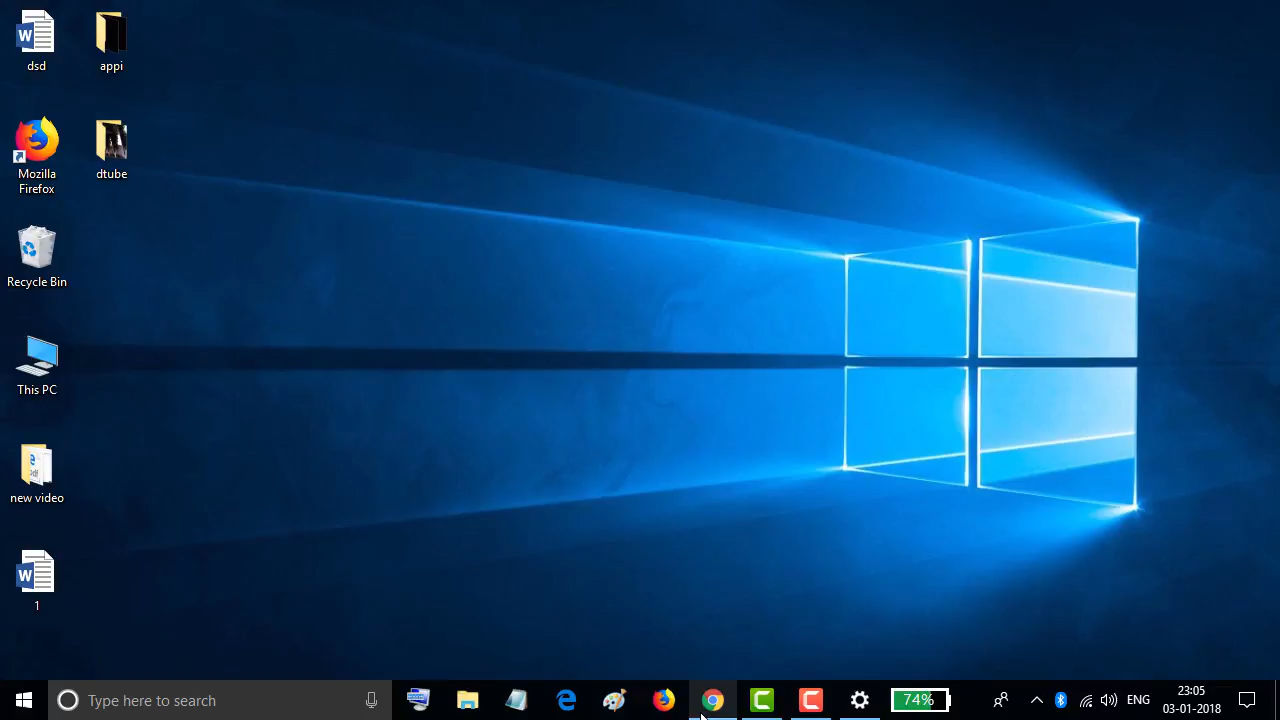 dsd
appi
Mozilla
Firefox
dtube
Recycle Bin
This PC
new video
1
Type here to search
74%
ENG
23:05
03-01-2018